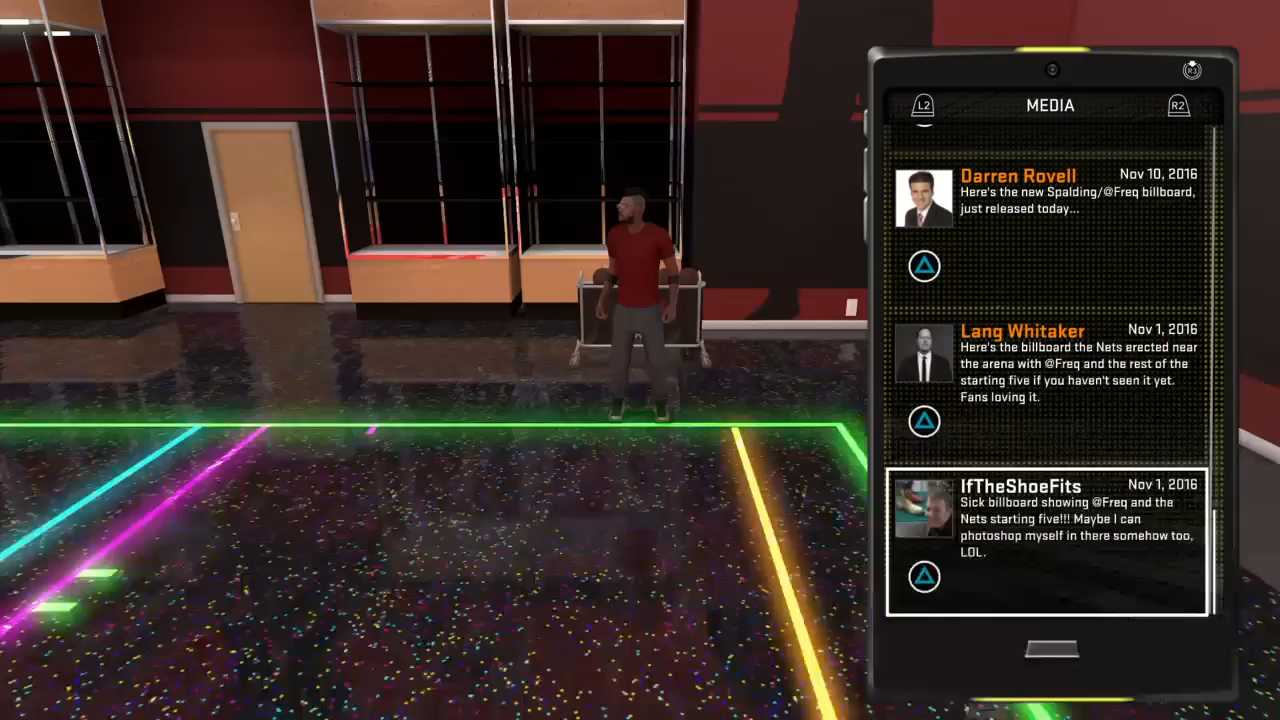 R3
L2
MEDIA
R2
Darren Rovell
Nov 10, 2016
Here's the new Spalding/@Freq billboard,
just released today...
Lang Whitaker
Nov 1, 2016
Here's the billboard the Nets erected near
the arena with @Freq and the rest of the
starting five if you haven't seen it yet.
Fans loving it.
IfTheShoeFits
Nov 1, 2016
Sick billboard showing @Freq and the
Nets starting five!!! Maybe I can
photoshop myself in there somehow too,
LOL.